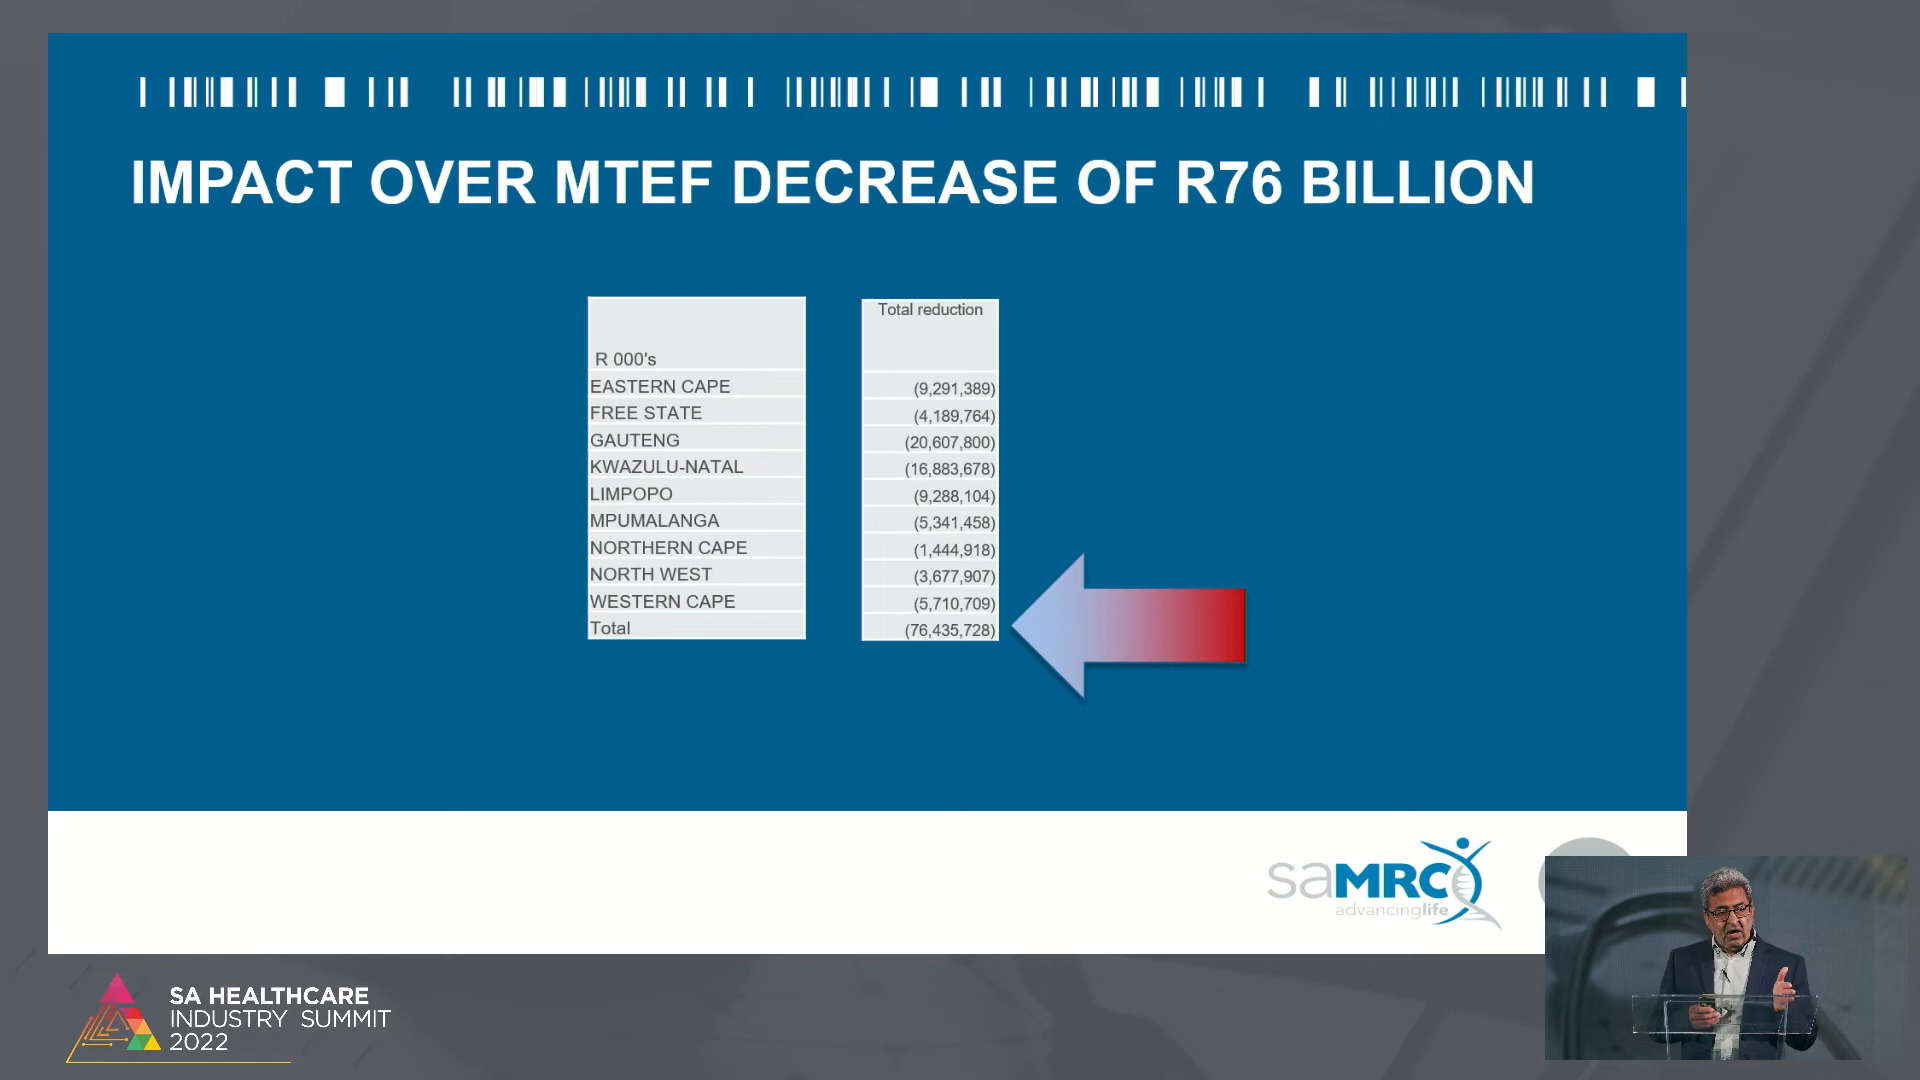 IMPACT OVER MTEF DECREASE OF R76 BILLION
R 000's Total reduction
EASTERN CAPE (9,291,389)
FREE STATE (4,189,764)
GAUTENG (20,607,800)
KWAZULU-NATAL (16,883,678)
LIMPOPO (9,288,104)
MPUMALANGA (5,341,458)
NORTHERN CAPE (1,444,918)
NORTH WEST (3,677,907)
WESTERN CAPE (5,710,709)
Total (76,435,728)
saMRC
advancinglife
SA HEALTHCARE
INDUSTRY SUMMIT
2022